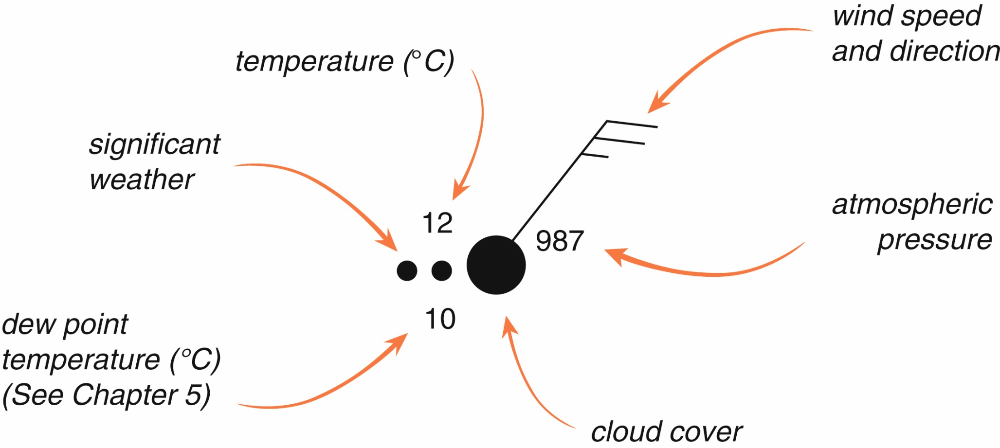 wind speed
and direction
temperature (°C)
significant
weather
12
987
atmospheric
pressure
10
dew point
temperature (°C)
(See Chapter 5)
cloud cover